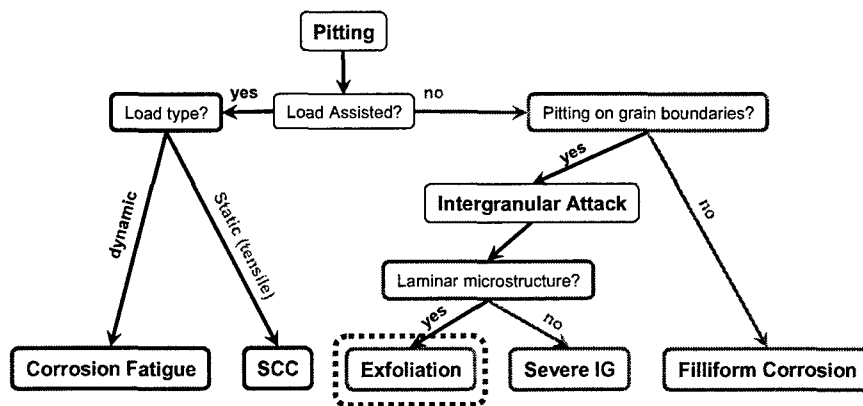 Pitting
yes
no
Load type?
Load Assisted?
Pitting on grain boundaries?
yes
Intergranular Attack
dynamic
Static (tensile)
no
Laminar microstructure?
yes
no
Corrosion Fatigue
SCC
Exfoliation
Severe IG
Filliform Corrosion